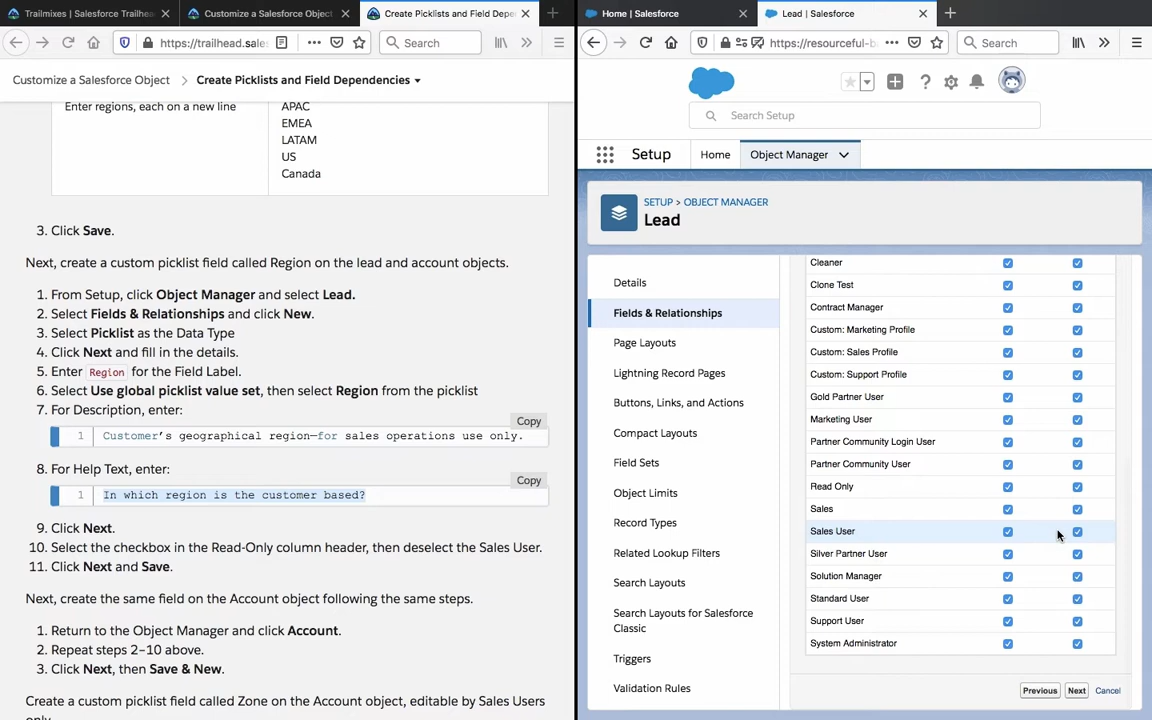 Trailmixes | Salesforce Trailhea
Customize a Salesforce Object
Create Picklists and Field Depen
https://trailhead.sale
Search
Customize a Salesforce Object
Create Picklists and Field Dependencies
Enter regions, each on a new line
APAC
EMEA
LATAM
US
Canada
3. Click Save.
Next, create a custom picklist field called Region on the lead and account objects.
1. From Setup, click Object Manager and select Lead.
2. Select Fields & Relationships and click New.
3. Select Picklist as the Data Type
4. Click Next and fill in the details.
5. Enter Region for the Field Label.
6. Select Use global picklist value set, then select Region from the picklist
7. For Description, enter:
Copy
1 Customer’s geographical region—for sales operations use only.
8. For Help Text, enter:
Copy
1 In which region is the customer based?
9. Click Next.
10. Select the checkbox in the Read-Only column header, then deselect the Sales User.
11. Click Next and Save.
Next, create the same field on the Account object following the same steps.
1. Return to the Object Manager and click Account.
2. Repeat steps 2–10 above.
3. Click Next, then Save & New.
Create a custom picklist field called Zone on the Account object, editable by Sales Users
only.
Home | Salesforce
Lead | Salesforce
https://resourceful-b
Search
Search Setup
Setup
Home
Object Manager
SETUP > OBJECT MANAGER
Lead
Details
Fields & Relationships
Page Layouts
Lightning Record Pages
Buttons, Links, and Actions
Compact Layouts
Field Sets
Object Limits
Record Types
Related Lookup Filters
Search Layouts
Search Layouts for Salesforce
Classic
Triggers
Validation Rules
Cleaner
Clone Test
Contract Manager
Custom: Marketing Profile
Custom: Sales Profile
Custom: Support Profile
Gold Partner User
Marketing User
Partner Community Login User
Partner Community User
Read Only
Sales
Sales User
Silver Partner User
Solution Manager
Standard User
Support User
System Administrator
Previous
Next
Cancel